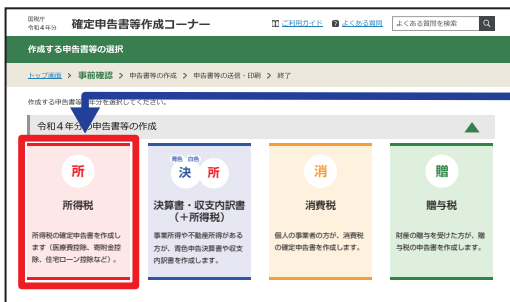 国税庁
令和4年分 確定申告書等作成コーナー ご利用ガイド ? よくある質問 よくある質問を検索
作成する申告書等の選択
トップ画面 > 事前確認 > 申告書等の作成 > 申告書等の送信・印刷 > 終了
作成する申告書等 年分を選択してください。
令和4年分の申告書等の作成
所
所得税
所得税の確定申告書を作成し
ます（医療費控除、寄附金控
除、住宅ローン控除など）。
青色 白色
決 所
決算書・収支内訳書
（＋所得税）
事業所得や不動産所得がある
方が、青色申告決算書や収支
内訳書を作成します。
消
消費税
個人の事業者の方が、消費税
の確定申告書を作成します。
贈
贈与税
財産の贈与を受けた方が、贈
与税の申告書を作成します。